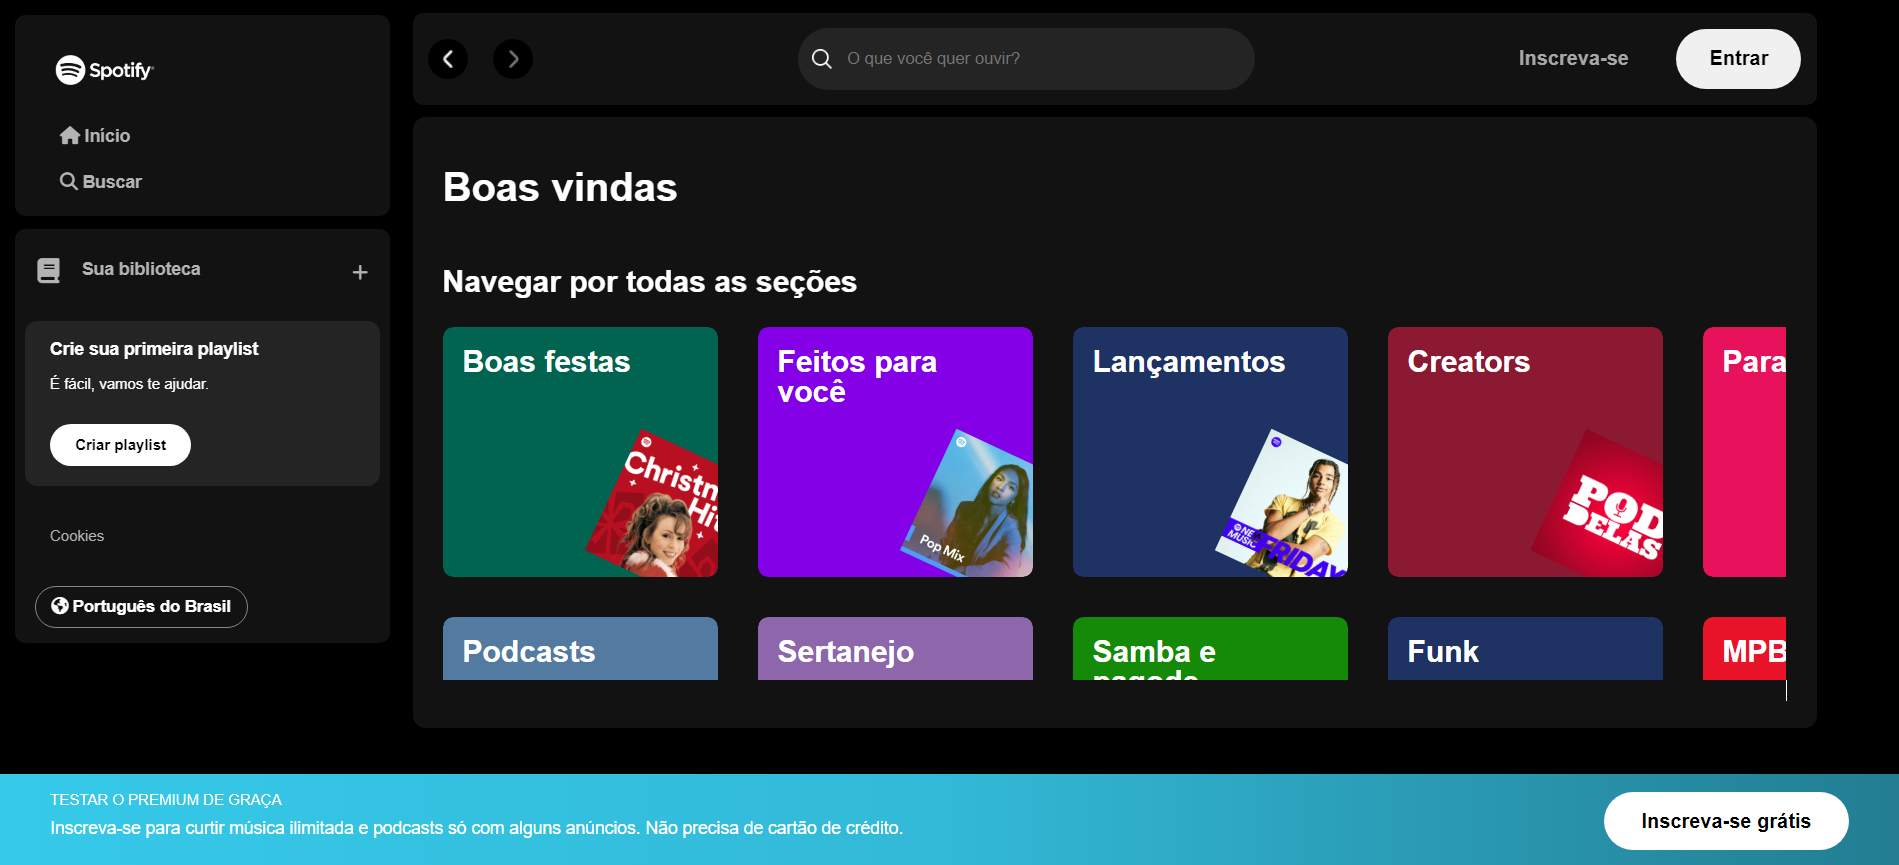 Spotify
Início
Buscar
Sua biblioteca
Crie sua primeira playlist
É fácil, vamos te ajudar.
Criar playlist
Cookies
Português do Brasil
O que você quer ouvir?
Inscreva-se
Entrar
Boas vindas
Navegar por todas as seções
Boas festas
Christm
Hi
Feitos para
você
Pop Mix
Lançamentos
NEW
MUSIC
FRIDAY
Creators
POD
DELAS
Para
Podcasts
Sertanejo
Samba e
pagode
Funk
MPB
TESTAR O PREMIUM DE GRAÇA
Inscreva-se para curtir música ilimitada e podcasts só com alguns anúncios. Não precisa de cartão de crédito.
Inscreva-se grátis